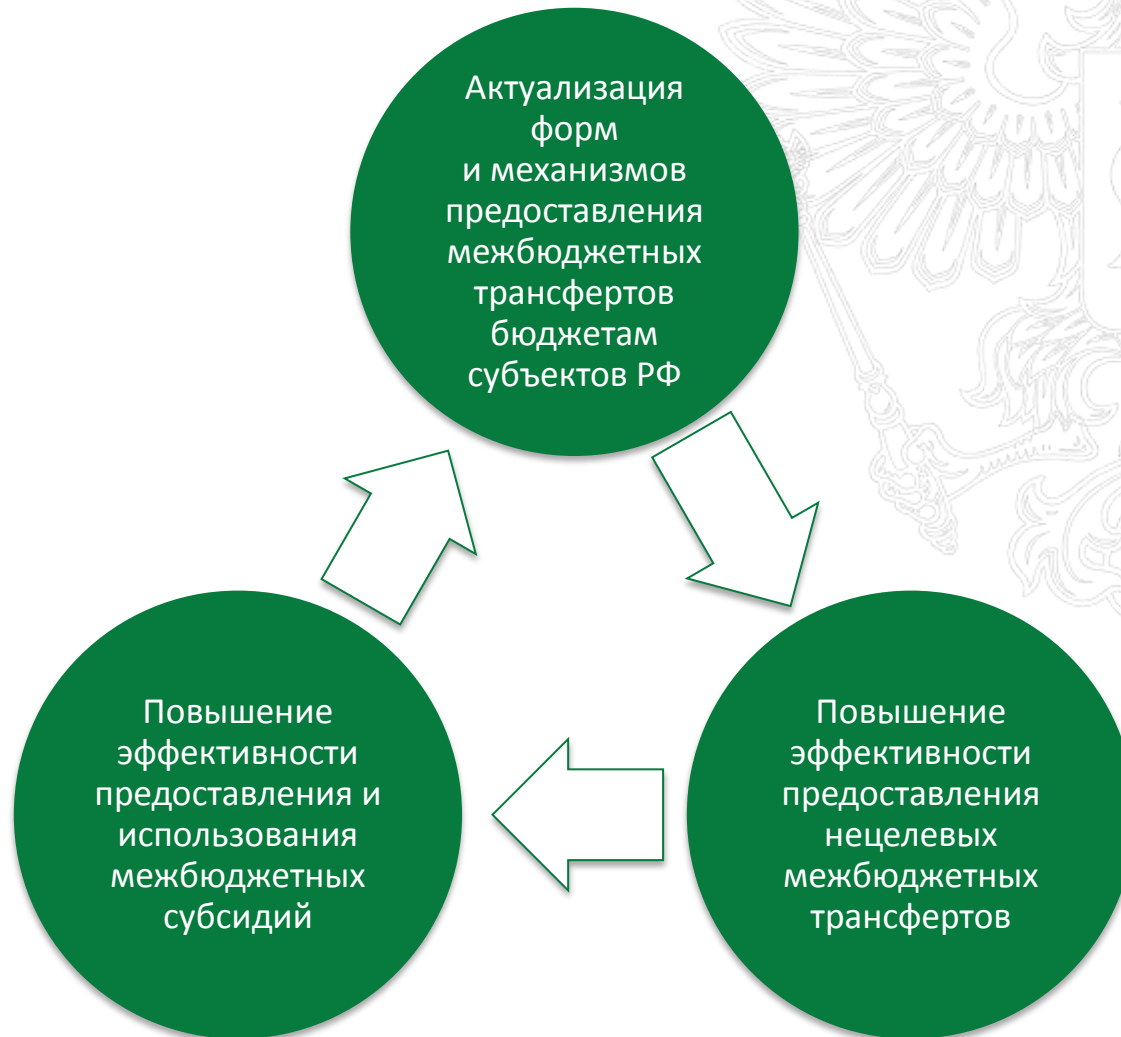 Актуализация
форм
и механизмов
предоставления
межбюджетных
трансфертов
бюджетам
субъектов РФ
Повышение
эффективности
предоставления и
использования
межбюджетных
субсидий
Повышение
эффективности
предоставления
нецелевых
межбюджетных
трансфертов